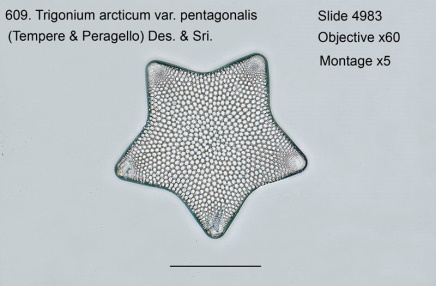 609. Trigonium arcticum var. pentagonalis
(Tempere & Peragello) Des. & Sri.
Slide 4983
Objective x60
Montage x5